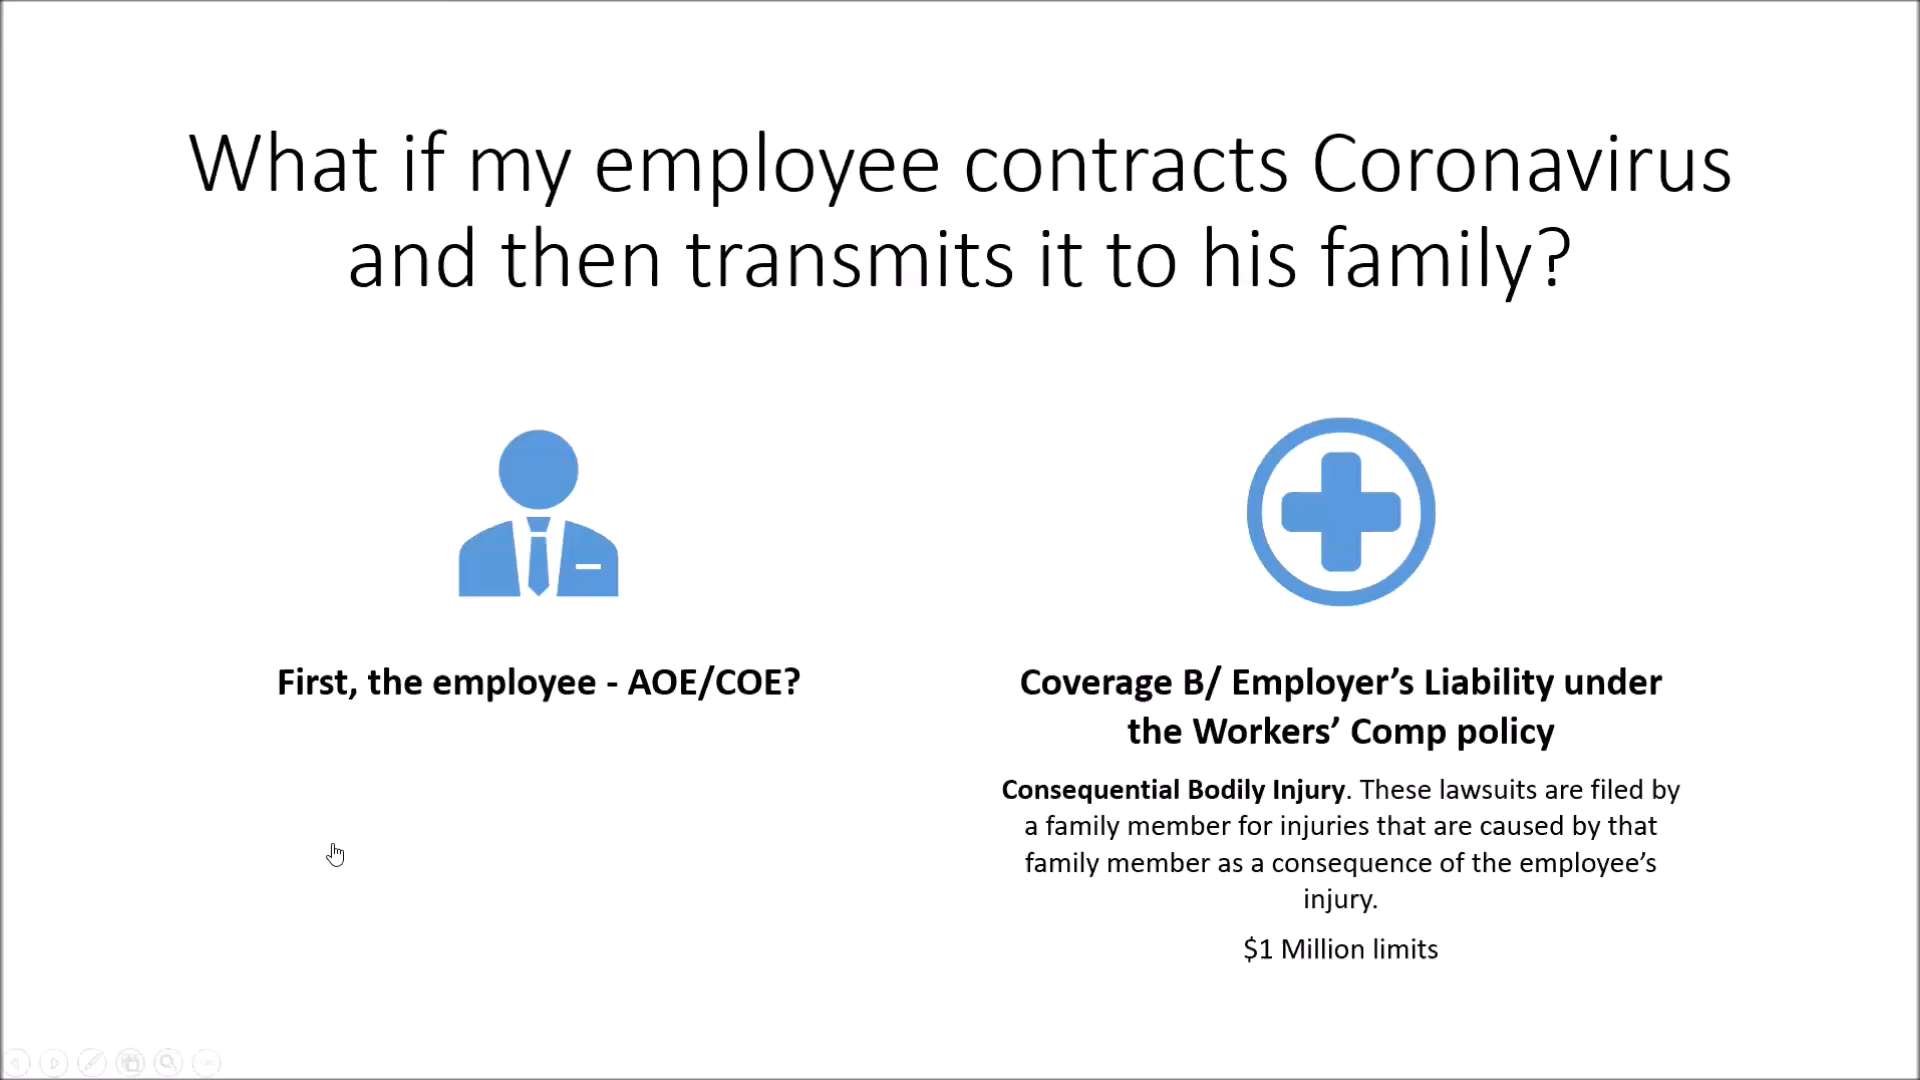 What if my employee contracts Coronavirus
and then transmits it to his family?
First, the employee - AOE/COE?
Coverage B/ Employer’s Liability under
the Workers’ Comp policy
Consequential Bodily Injury. These lawsuits are filed by
a family member for injuries that are caused by that
family member as a consequence of the employee’s
injury.
$1 Million limits